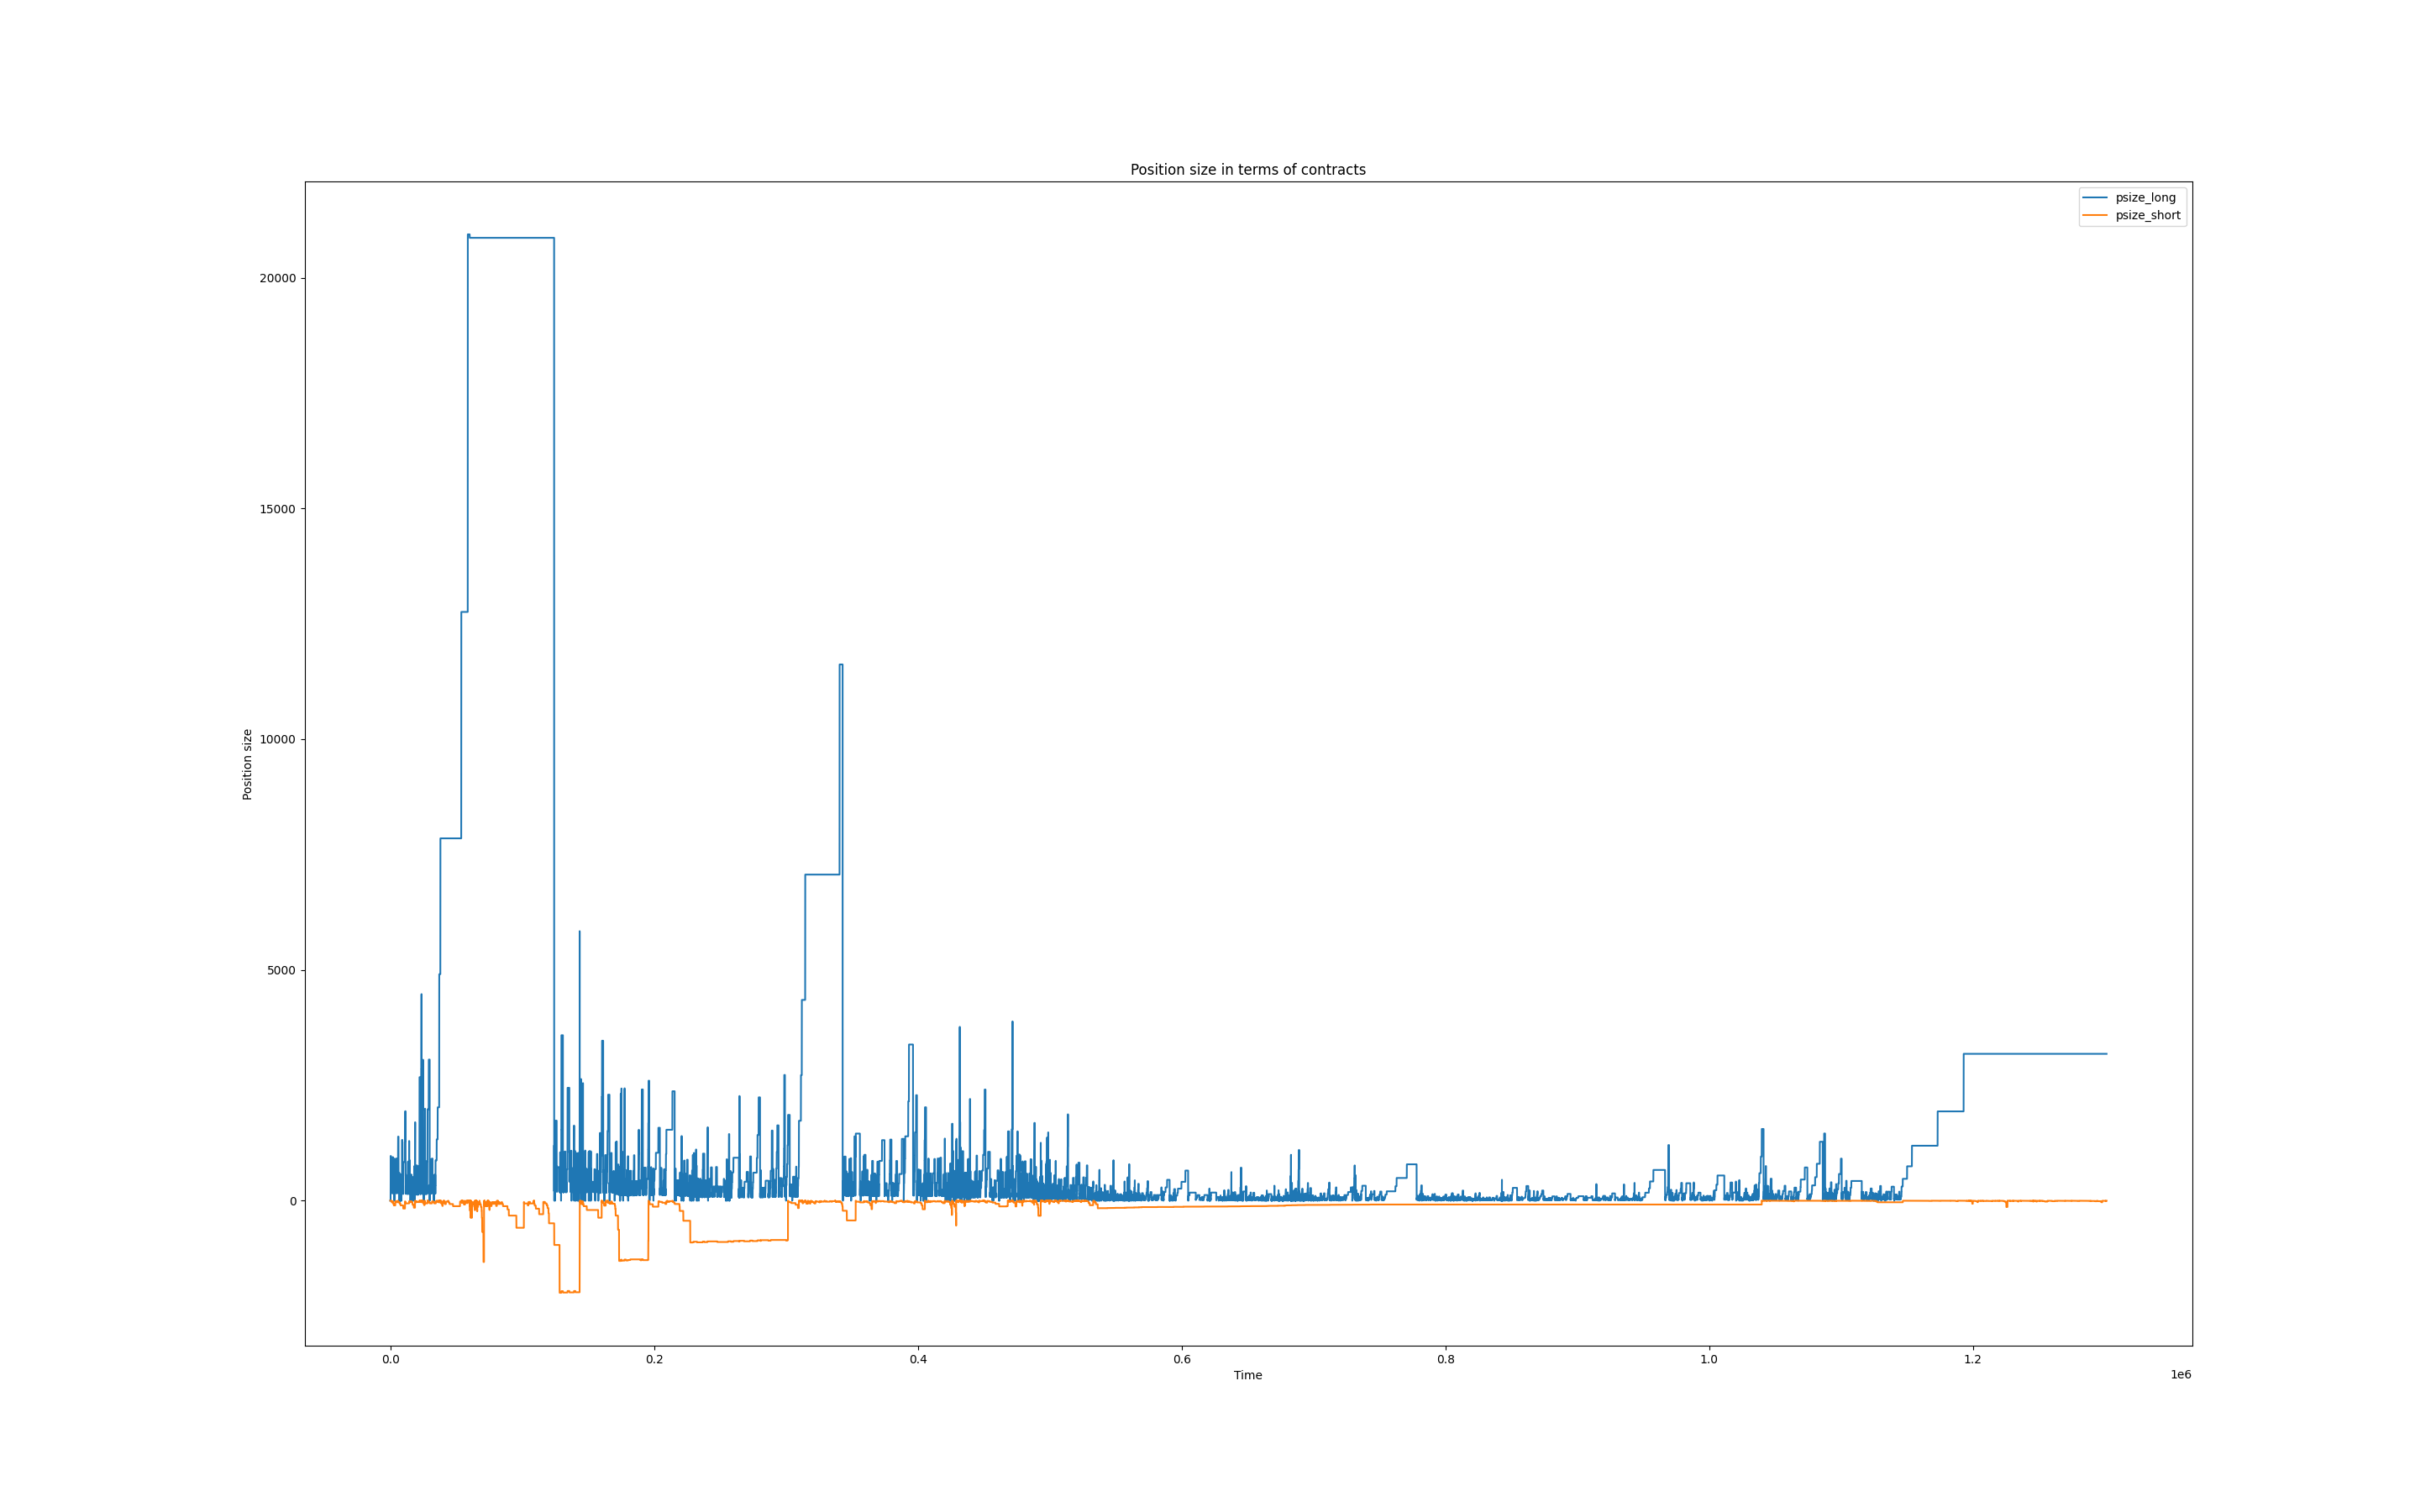 Position size in terms of contracts
psize_long
psize_short
20000
15000
10000
5000
0
Position size
0.0 0.2 0.4 0.6 0.8 1.0 1.2
Time
1e6